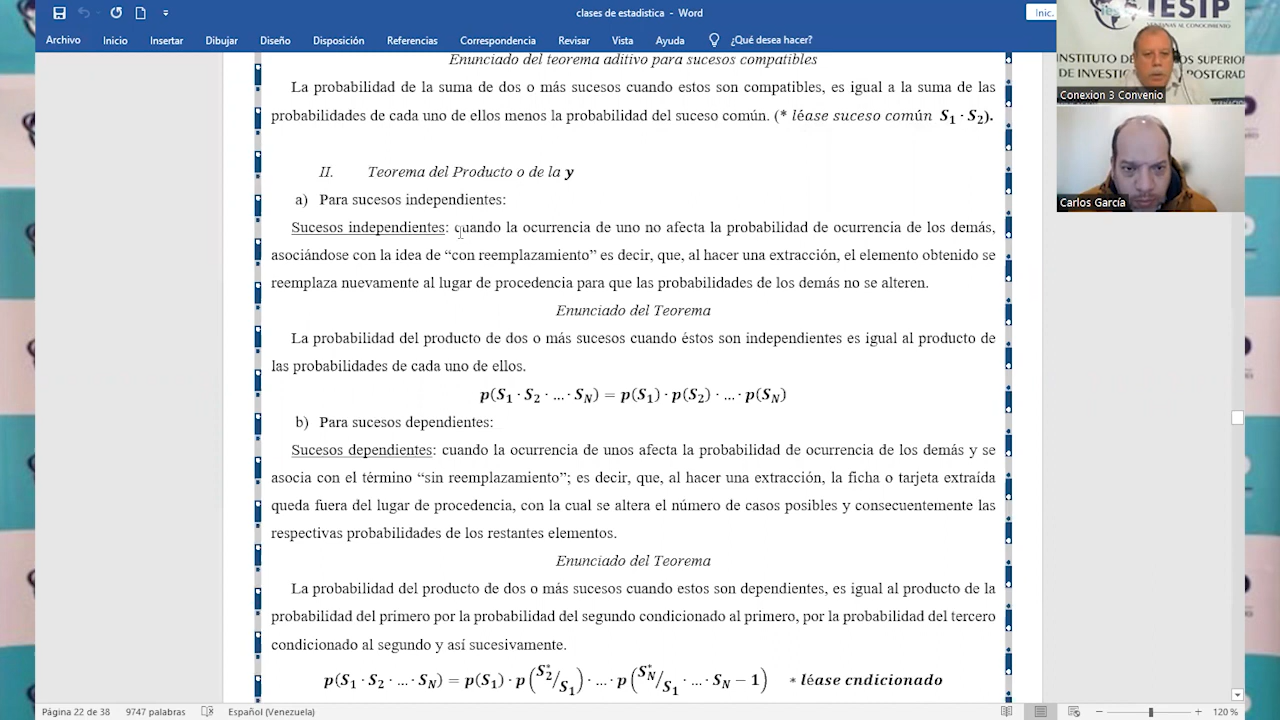 clases de estadistica - Word
Inic.
Archivo Inicio Insertar Dibujar Diseño Disposición Referencias Correspondencia Revisar Vista Ayuda ¿Qué desea hacer?
IESIP
VENTANAS AL CONOCIMIENTO
INSTITUTO DE SUPERIOR
DE INVESTIG POSTGRAD
Conexion 3 Convenio
Carlos García
Enunciado del teorema aditivo para sucesos compatibles
La probabilidad de la suma de dos o más sucesos cuando estos son compatibles, es igual a la suma de las
probabilidades de cada uno de ellos menos la probabilidad del suceso común. (* léase suceso común S₁ · S₂).
II. Teorema del Producto o de la y
a) Para sucesos independientes:
Sucesos independientes: cuando la ocurrencia de uno no afecta la probabilidad de ocurrencia de los demás,
asociándose con la idea de “con reemplazamiento” es decir, que, al hacer una extracción, el elemento obtenido se
reemplaza nuevamente al lugar de procedencia para que las probabilidades de los demás no se alteren.
Enunciado del Teorema
La probabilidad del producto de dos o más sucesos cuando éstos son independientes es igual al producto de
las probabilidades de cada uno de ellos.
p(S₁ · S₂ · … · S_N) = p(S₁) · p(S₂) · … · p(S_N)
b) Para sucesos dependientes:
Sucesos dependientes: cuando la ocurrencia de unos afecta la probabilidad de ocurrencia de los demás y se
asocia con el término “sin reemplazamiento”; es decir, que, al hacer una extracción, la ficha o tarjeta extraída
queda fuera del lugar de procedencia, con la cual se altera el número de casos posibles y consecuentemente las
respectivas probabilidades de los restantes elementos.
Enunciado del Teorema
La probabilidad del producto de dos o más sucesos cuando estos son dependientes, es igual al producto de la
probabilidad del primero por la probabilidad del segundo condicionado al primero, por la probabilidad del tercero
condicionado al segundo y así sucesivamente.
p(S₁ · S₂ · … · S_N) = p(S₁) · p(S₂*/S₁) · … · p(S_N*/S₁ · … · S_N − 1) * léase cndicionado
Página 22 de 38 9747 palabras Español (Venezuela) 120 %